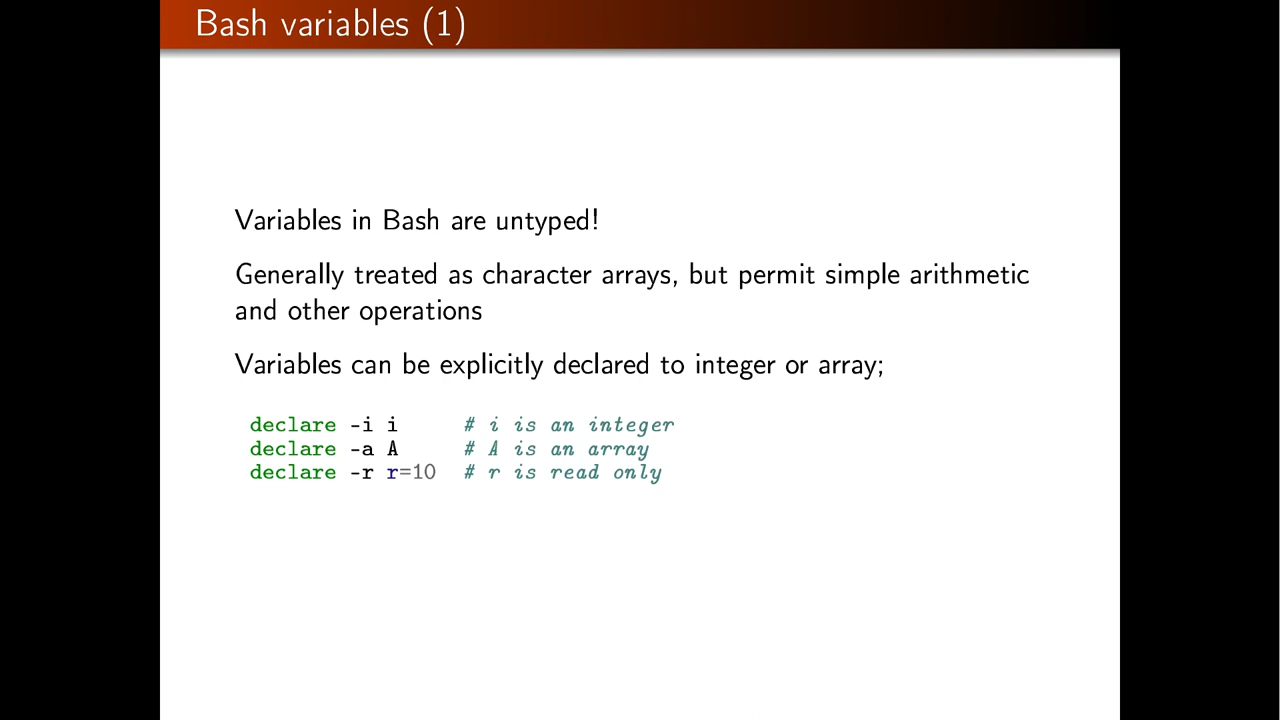 Bash variables (1)
Variables in Bash are untyped!
Generally treated as character arrays, but permit simple arithmetic
and other operations
Variables can be explicitly declared to integer or array;
declare -i i # i is an integer
declare -a A # A is an array
declare -r r=10 # r is read only